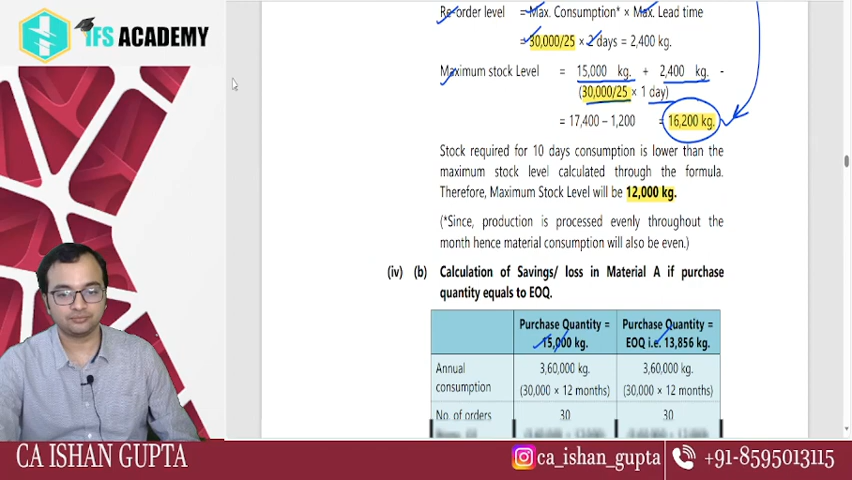 IFS ACADEMY
Re-order level = Max. Consumption* × Max. Lead time
= 30,000/25 × 2 days = 2,400 kg.
Maximum stock Level = 15,000 kg. + 2,400 kg. -
(30,000/25 × 1 day)
= 17,400 – 1,200 = 16,200 kg.
Stock required for 10 days consumption is lower than the
maximum stock level calculated through the formula.
Therefore, Maximum Stock Level will be 12,000 kg.
(*Since, production is processed evenly throughout the
month hence material consumption will also be even.)
(iv) (b) Calculation of Savings/ loss in Material A if purchase
quantity equals to EOQ.
Purchase Quantity = Purchase Quantity =
15,000 kg. EOQ i.e. 13,856 kg.
Annual 3,60,000 kg. 3,60,000 kg.
consumption (30,000 × 12 months) (30,000 × 12 months)
No. of orders 30 30
CA ISHAN GUPTA
ca_ishan_gupta
+91-8595013115